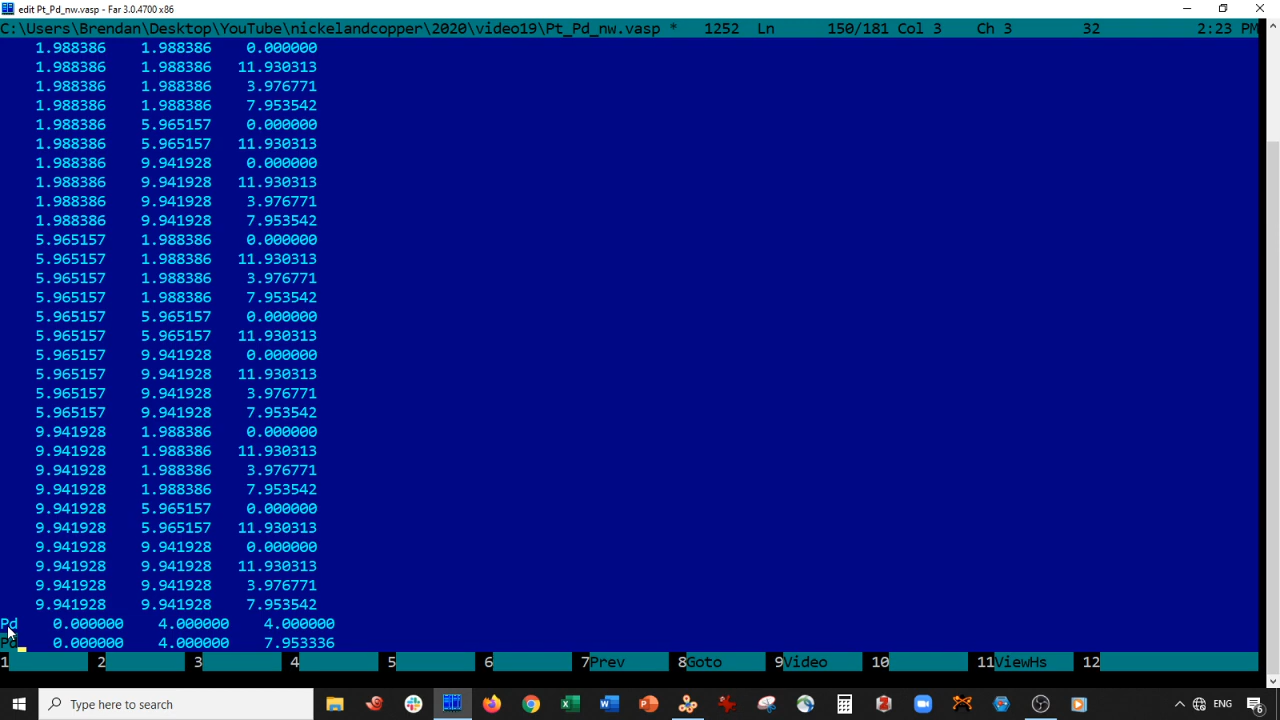 edit Pt_Pd_nw.vasp - Far 3.0.4700 x86
C:\Users\Brendan\Desktop\YouTube\nickelandcopper\2020\video19\Pt_Pd_nw.vasp * 1252 Ln 150/181 Col 3 Ch 3 32 2:23 PM
1.988386 1.988386 0.000000
1.988386 1.988386 11.930313
1.988386 1.988386 3.976771
1.988386 1.988386 7.953542
1.988386 5.965157 0.000000
1.988386 5.965157 11.930313
1.988386 9.941928 0.000000
1.988386 9.941928 11.930313
1.988386 9.941928 3.976771
1.988386 9.941928 7.953542
5.965157 1.988386 0.000000
5.965157 1.988386 11.930313
5.965157 1.988386 3.976771
5.965157 1.988386 7.953542
5.965157 5.965157 0.000000
5.965157 5.965157 11.930313
5.965157 9.941928 0.000000
5.965157 9.941928 11.930313
5.965157 9.941928 3.976771
5.965157 9.941928 7.953542
9.941928 1.988386 0.000000
9.941928 1.988386 11.930313
9.941928 1.988386 3.976771
9.941928 1.988386 7.953542
9.941928 5.965157 0.000000
9.941928 5.965157 11.930313
9.941928 9.941928 0.000000
9.941928 9.941928 11.930313
9.941928 9.941928 3.976771
9.941928 9.941928 7.953542
Pd 0.000000 4.000000 4.000000
Pd 0.000000 4.000000 7.953336
1 2 3 4 5 6 7Prev 8Goto 9Video 10 11ViewHs 12
Type here to search ENG 6